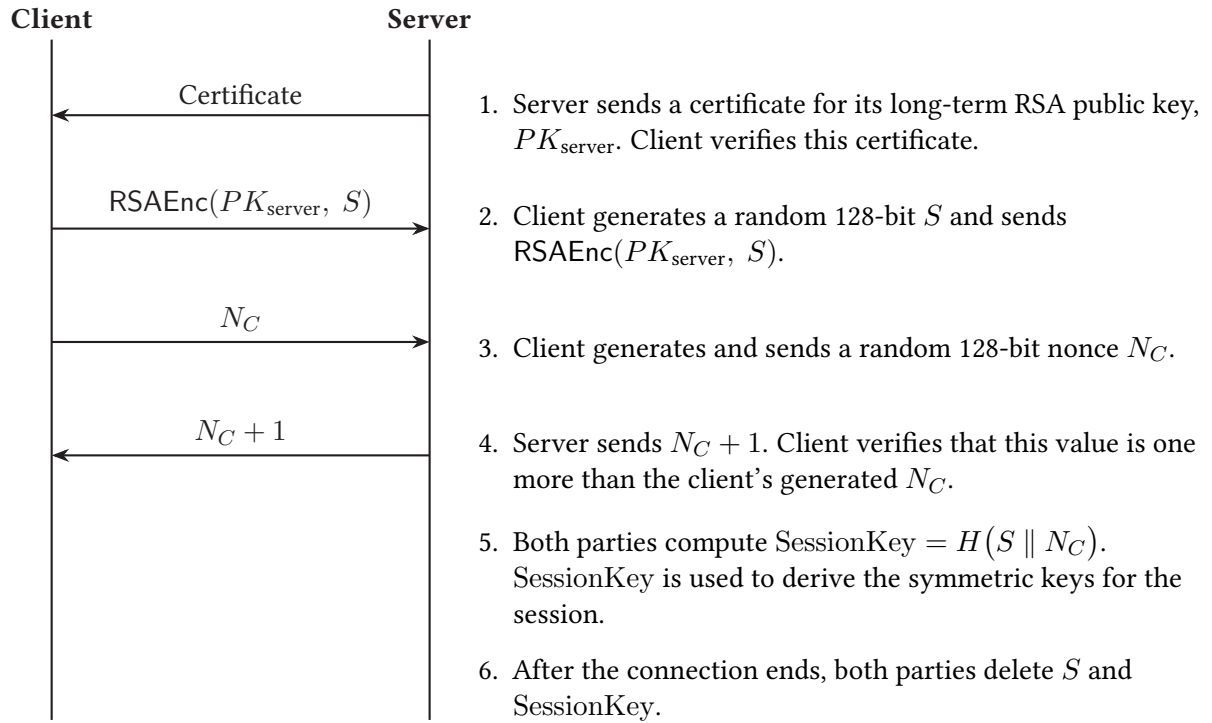 Client Server
Certificate
1. Server sends a certificate for its long-term RSA public key,
PK_server. Client verifies this certificate.
RSAEnc(PK_server, S)
2. Client generates a random 128-bit S and sends
RSAEnc(PK_server, S).
N_C
3. Client generates and sends a random 128-bit nonce N_C.
N_C + 1
4. Server sends N_C + 1. Client verifies that this value is one
more than the client’s generated N_C.
5. Both parties compute SessionKey = H(S ∥ N_C).
SessionKey is used to derive the symmetric keys for the
session.
6. After the connection ends, both parties delete S and
SessionKey.